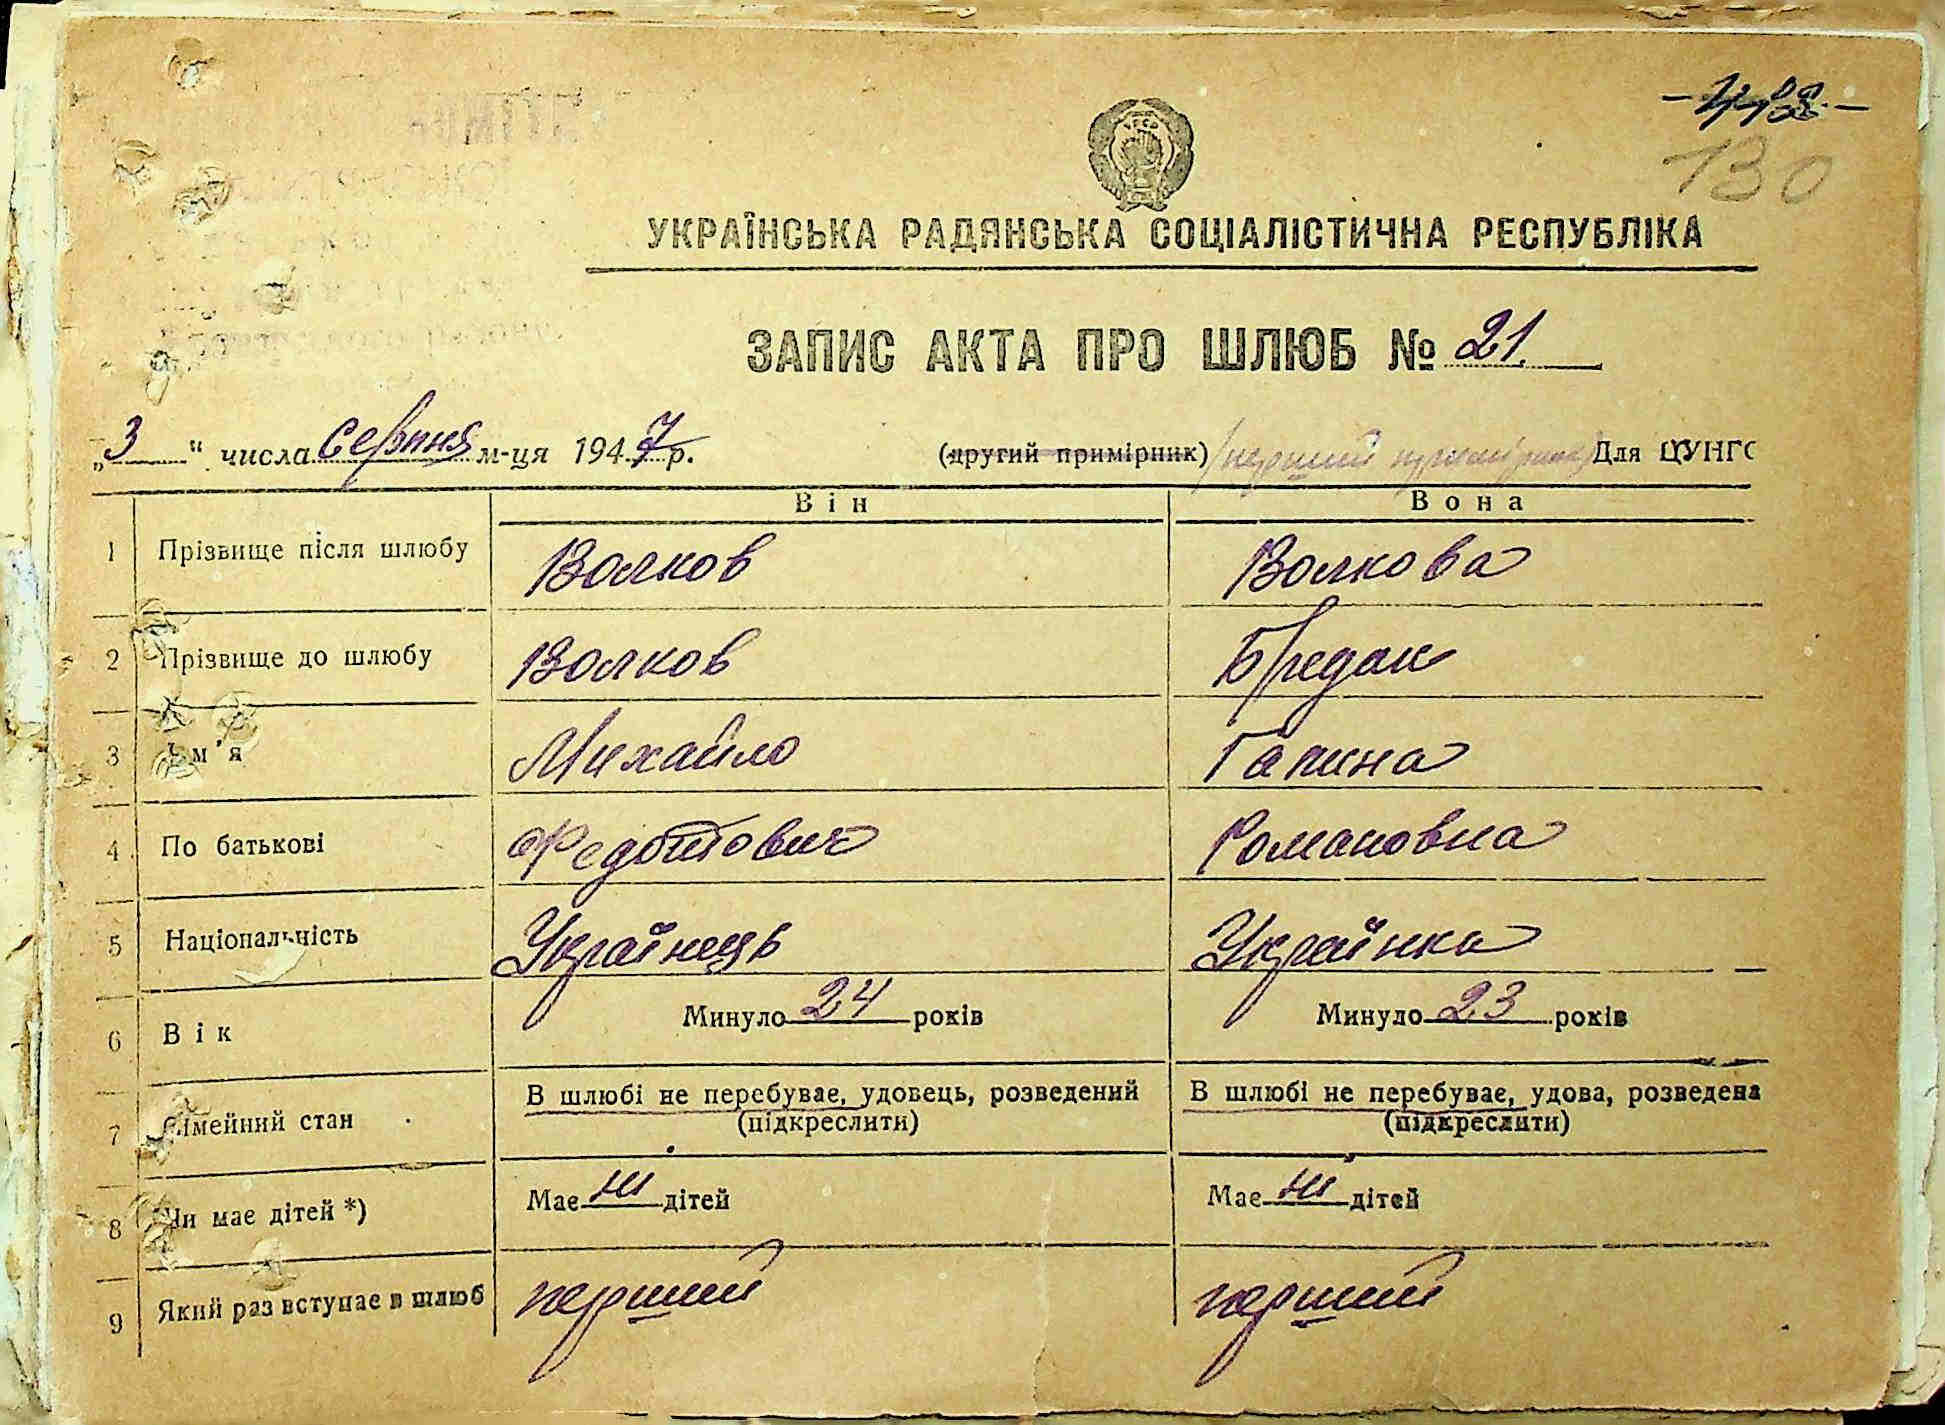 130
УКРАЇНСЬКА РАДЯНСЬКА СОЦІАЛІСТИЧНА РЕСПУБЛІКА
ЗАПИС АКТА ПРО ШЛЮБ № 21.
„3“ числа Серпня м-ця 1947 р. (другий примірник) (перший примірник) Для ЦУНГС
Він Вона
1 Прізвище після шлюбу Волков Волкова
2 Прізвище до шлюбу Волков Бредак
3 Ім'я Михайло Галина
4 По батькові Федотович Романовна
5 Національність Українець Українка
6 Вік Минуло 24 років Минуло 23 років
7 Сімейний стан В шлюбі не перебуває, удовець, розведений В шлюбі не перебуває, удова, розведена
(підкреслити) (підкреслити)
8 Чи має дітей *) Має ні дітей Має ні дітей
9 Який раз вступає в шлюб перший перший